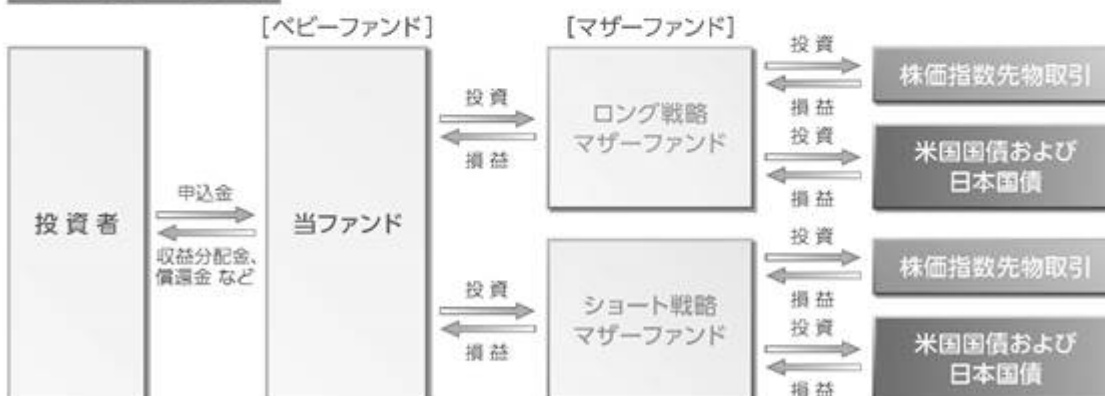 [ベビーファンド]
[マザーファンド]
投資者
申込金
収益分配金、
償還金 など
当ファンド
投資
損益
ロング戦略
マザーファンド
投資
損益
株価指数先物取引
投資
損益
米国国債および
日本国債
投資
損益
ショート戦略
マザーファンド
投資
損益
株価指数先物取引
投資
損益
米国国債および
日本国債